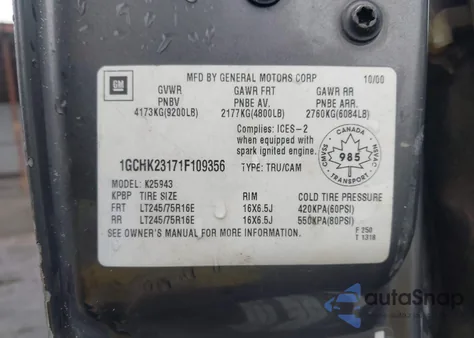 GM
MFD BY GENERAL MOTORS CORP 10/00
GVWR GAWR FRT GAWR RR
PNBV PNBE AV. PNBE ARR.
4173KG(9200LB) 2177KG(4800LB) 2760KG(6084LB)
Complies: ICES-2
when equipped with
spark ignited engine.
CANADA
985
TRANSPORT
1GCHK23171F109356 TYPE: TRU/CAM
MODEL: K25943
KPBP TIRE SIZE RIM COLD TIRE PRESSURE
FRT LT245/75R16E 16X6.5J 420KPA(60PSI)
RR LT245/75R16E 16X6.5J 550KPA(80PSI)
SEE OWNER'S MANUAL FOR MORE INFORMATION.
F 250
T 1318
autoSnap